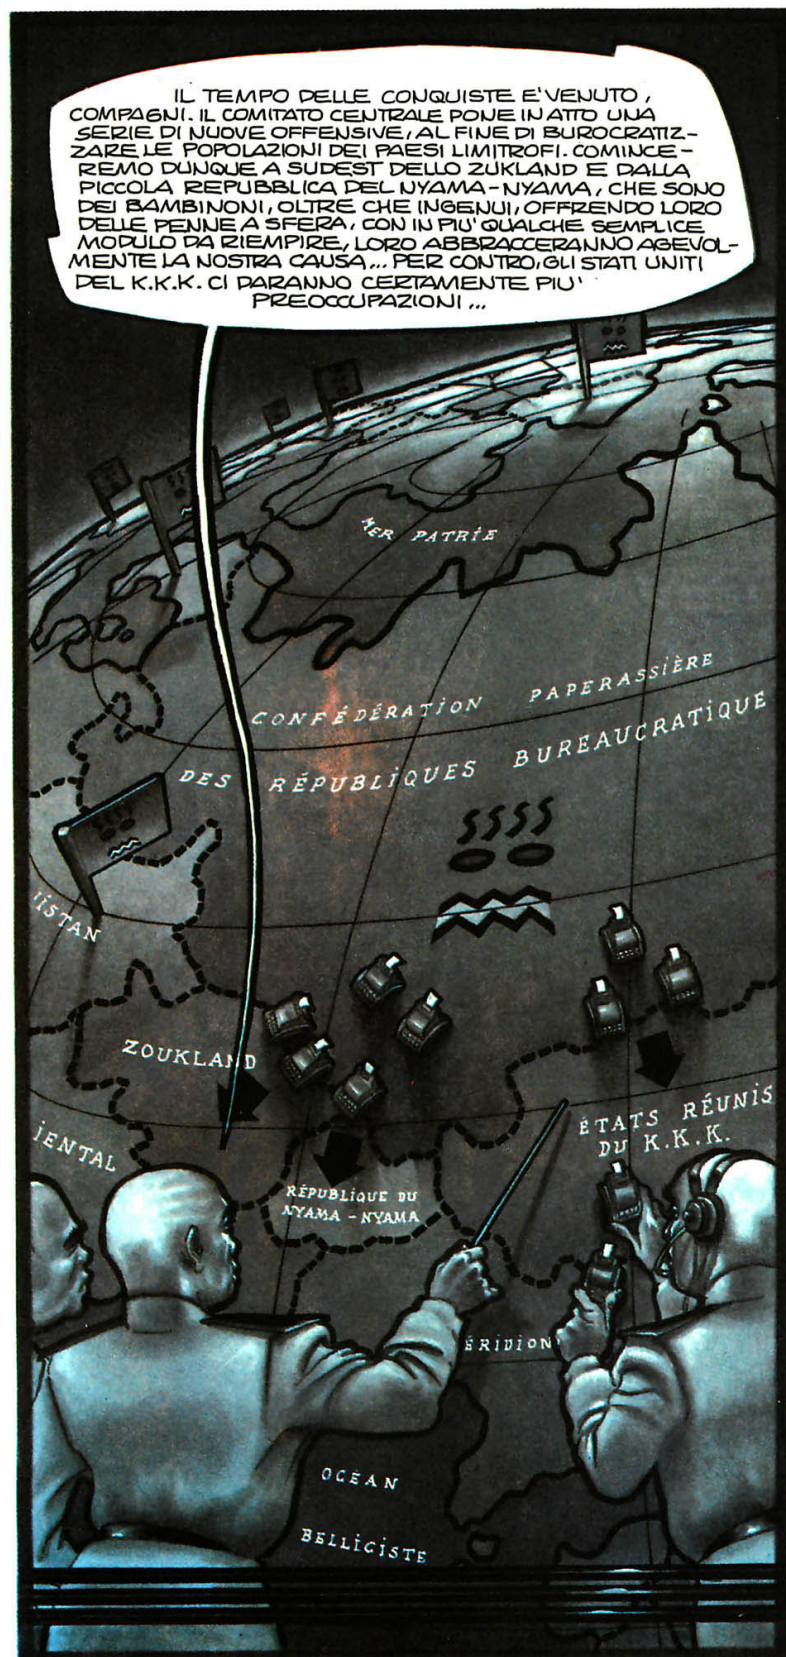 IL TEMPO DELLE CONQUISTE E' VENUTO,
COMPAGNI. IL COMITATO CENTRALE PONE IN ATTO UNA
SERIE DI NUOVE OFFENSIVE, AL FINE DI BUROCRATIZ-
ZARE LE POPOLAZIONI DEI PAESI LIMITROFI. COMINCE-
REMO DUNQUE A SUDEST DELLO ZUKLAND E DALLA
PICCOLA REPUBBLICA DEL NYAMA-NYAMA, CHE SONO
DEI BAMBINONI, OLTRE CHE INGENUI, OFFRENDO LORO
DELLE PENNE A SFERA, CON IN PIU' QUALCHE SEMPLICE
MODULO DA RIEMPIRE, LORO ABBRACCERANNO AGEVOL-
MENTE LA NOSTRA CAUSA... PER CONTRO, GLI STATI UNITI
DEL K.K.K. CI DARANNO CERTAMENTE PIU'
PREOCCUPAZIONI...
MER PATRIE
CONFÉDÉRATION PAPERASSIÈRE
DES RÉPUBLIQUES BUREAUCRATIQUE
IISTAN
ZOUKLAND
ÉTATS RÉUNIS
DU K.K.K.
IENTAL
RÉPUBLIQUE DU
NYAMA-NYAMA
ÉRIDION
OCÉAN
BELLICISTE